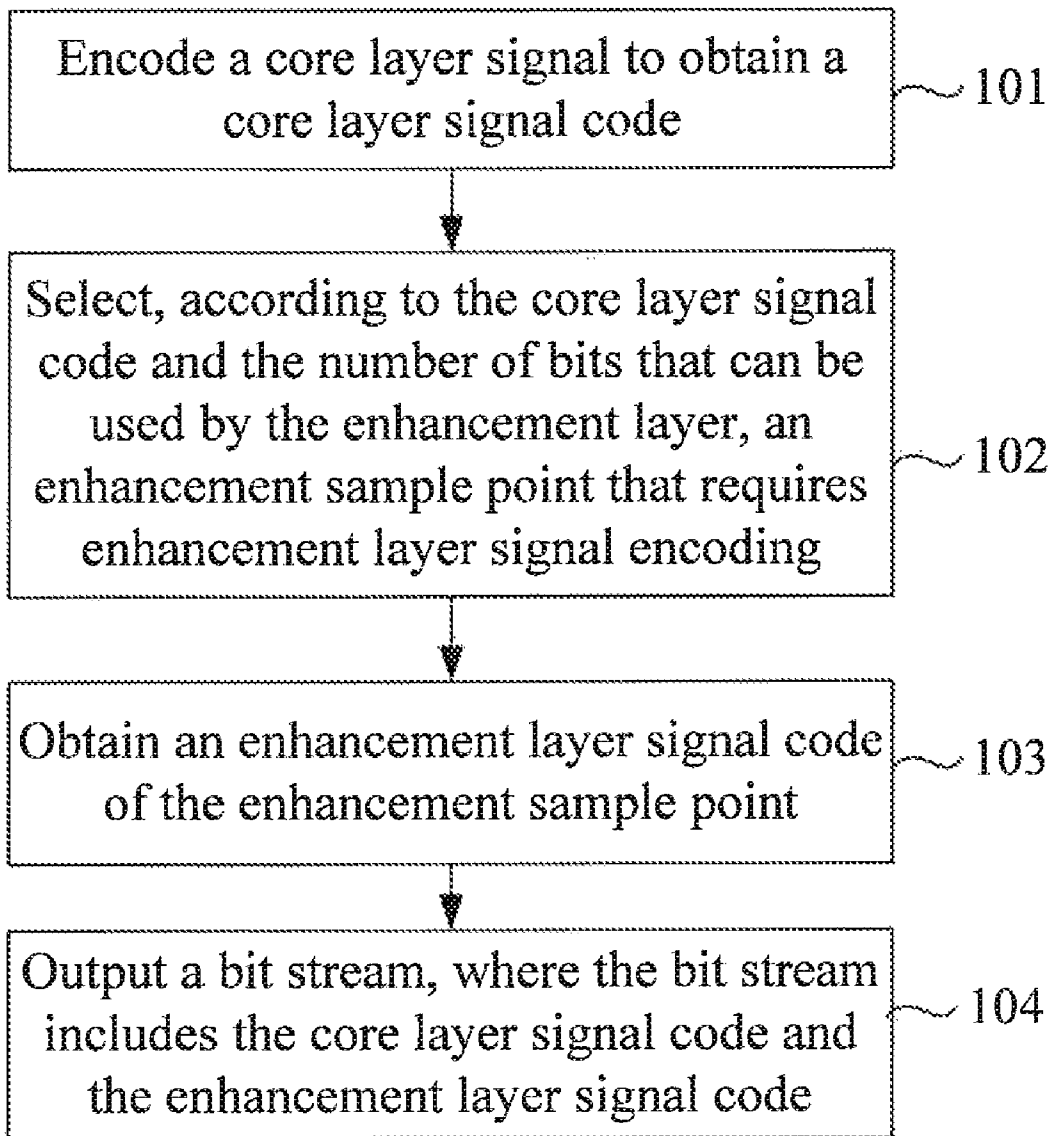 Encode a core layer signal to obtain a
core layer signal code
101
Select, according to the core layer signal
code and the number of bits that can be
used by the enhancement layer, an
enhancement sample point that requires
enhancement layer signal encoding
102
Obtain an enhancement layer signal code
of the enhancement sample point
103
Output a bit stream, where the bit stream
includes the core layer signal code and
the enhancement layer signal code
104